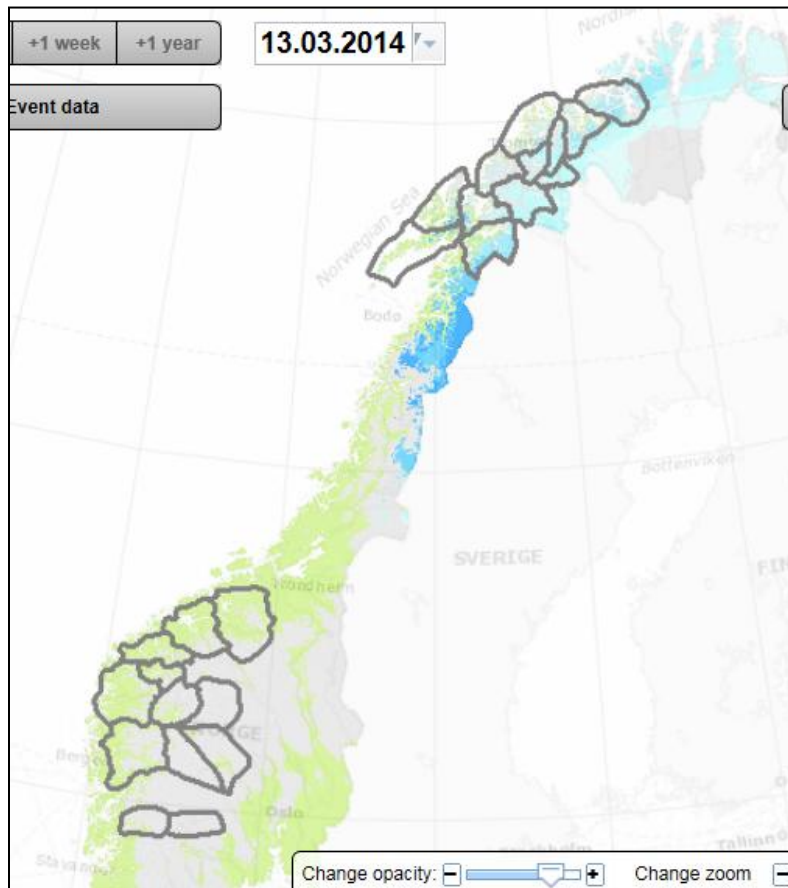 +1 week
+1 year
13.03.2014
Event data
Norwegian Sea
Bodø
Bottenviken
SVERIGE
Trondheim
Oslo
Change opacity:
Change zoom